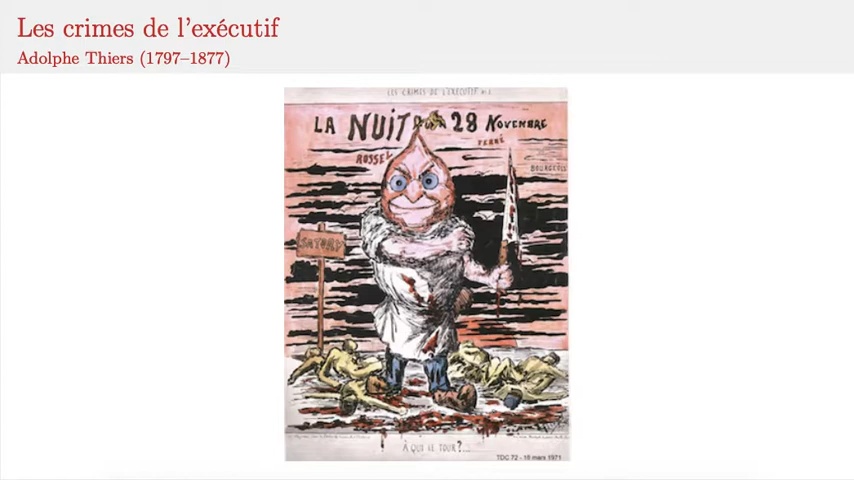 Les crimes de l'exécutif
Adolphe Thiers (1797–1877)
LES CRIMES DE L'EXÉCUTIF
LA NUIT 28 NOVEMBRE
FERRÉ
ROSSEL
BOURGEOIS
SATORY
À QUI LE TOUR?...
TDC 72 - 18 mars 1971